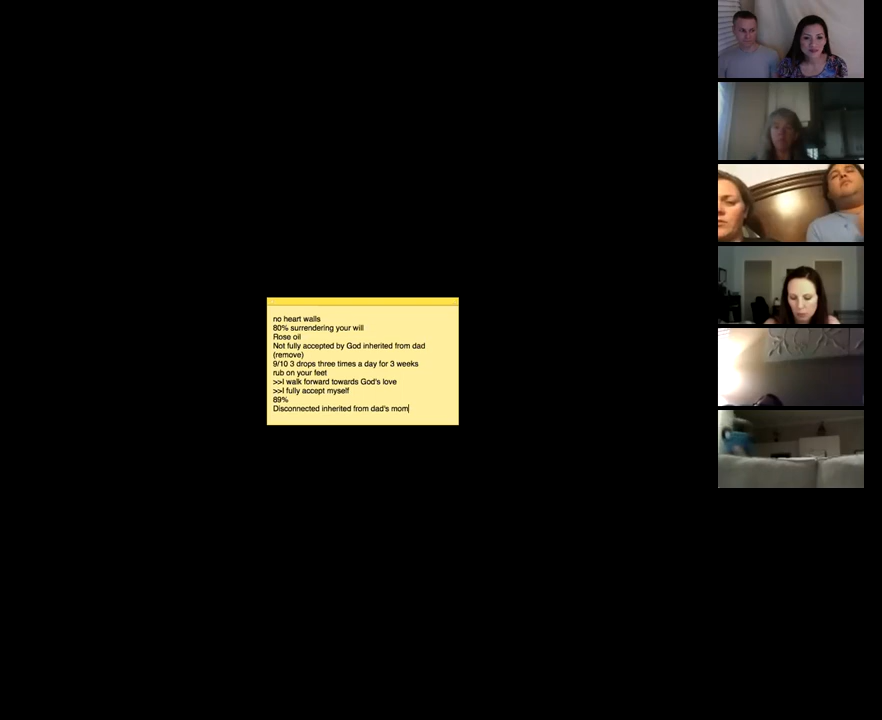 no heart walls
80% surrendering your will
Rose oil
Not fully accepted by God inherited from dad
(remove)
9/10 3 drops three times a day for 3 weeks
rub on your feet
>>I walk forward towards God's love
>>I fully accept myself
89%
Disconnected inherited from dad's mom